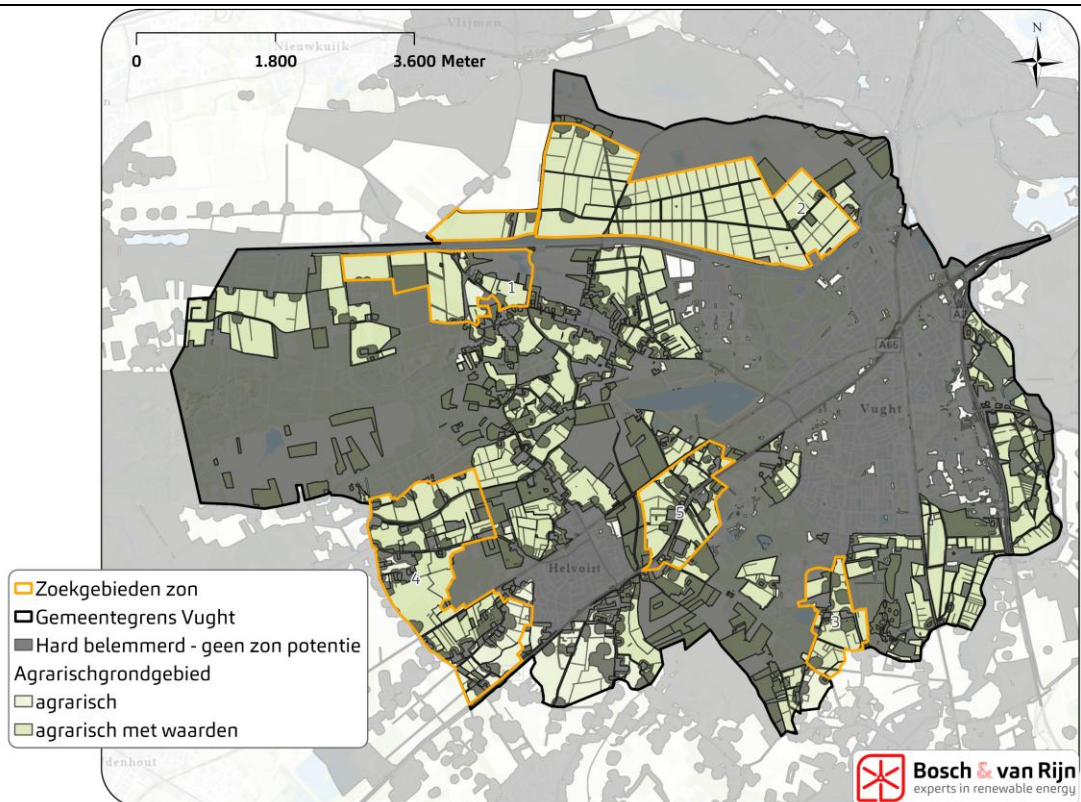 Vlijmen
Nieuwkuijk
N
0 1.800 3.600 Meter
2
1
A65
Vught
5
4
Helvoirt
3
Zoekgebieden zon
Gemeentegrens Vught
Hard belemmerd - geen zon potentie
Agrarischgrondgebied
agrarisch
agrarisch met waarden
denhout
Bosch & van Rijn
experts in renewable energy